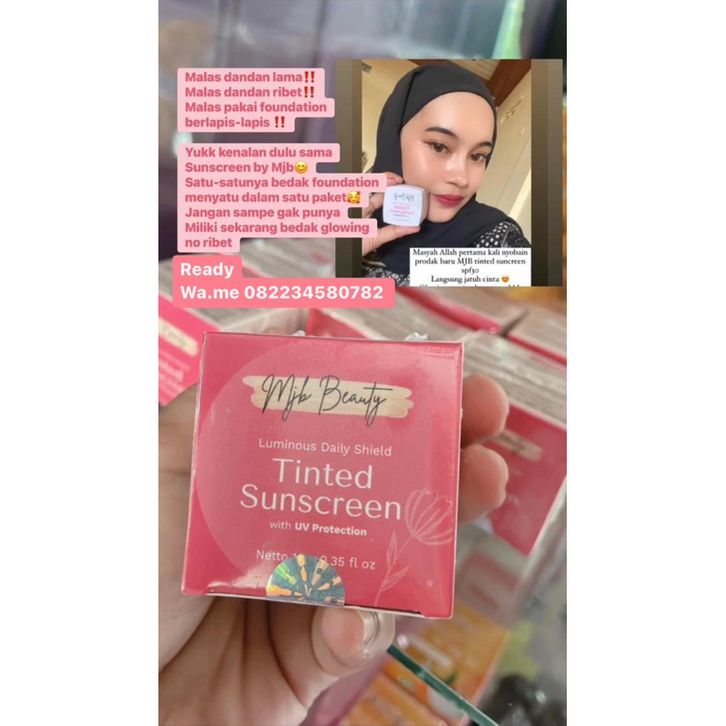 Malas dandan lama‼️
Malas dandan ribet‼️
Malas pakai foundation
berlapis-lapis ‼️
Yukk kenalan dulu sama
Sunscreen by Mjb😊
Satu-satunya bedak foundation
menyatu dalam satu paket🥰
Jangan sampe gak punya
Miliki sekarang bedak glowing
no ribet
Masyah Allah pertama kali nyobain
prodak baru MJB tinted suncreen
spf30
Langsung jatuh cinta 😍
Ready
Wa.me 082234580782
Mjb Beauty
Luminous Daily Shield
Tinted
Sunscreen
with UV Protection
Netto 0.35 fl oz